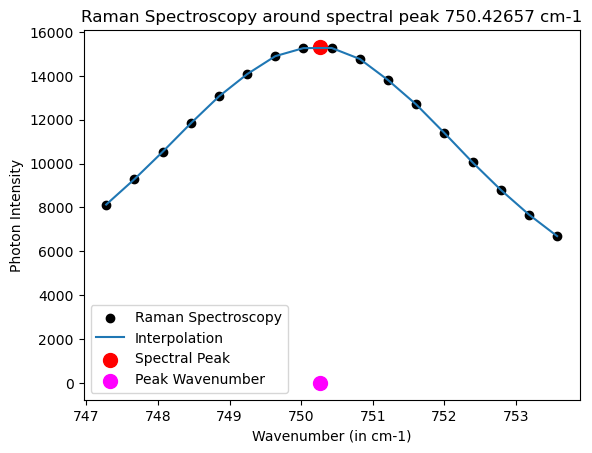 Raman Spectroscopy around spectral peak 750.42657 cm-1
16000
14000
12000
10000
8000
6000
4000
2000
0
Photon Intensity
Raman Spectroscopy
Interpolation
Spectral Peak
Peak Wavenumber
747 748 749 750 751 752 753
Wavenumber (in cm-1)